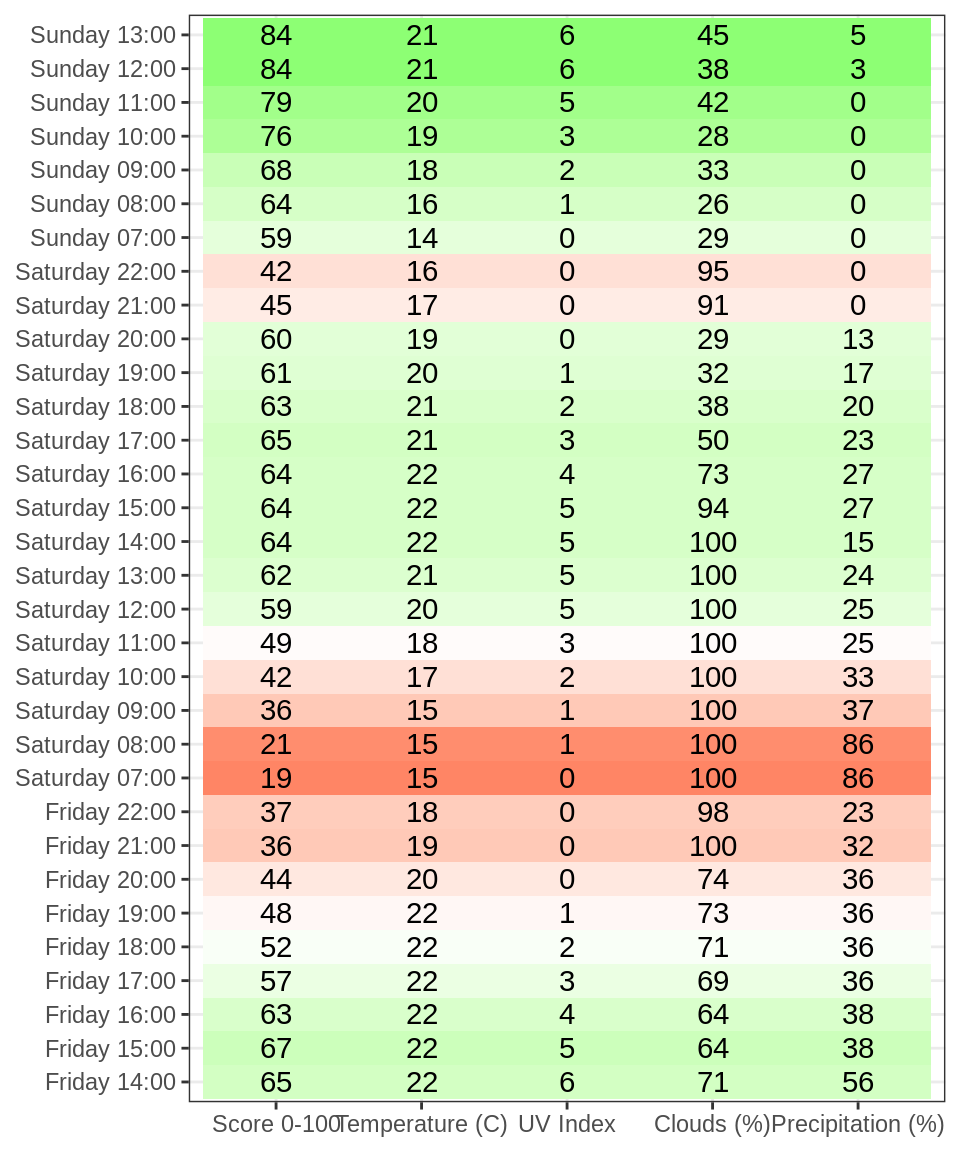 Sunday 13:00 84 21 6 45 5
Sunday 12:00 84 21 6 38 3
Sunday 11:00 79 20 5 42 0
Sunday 10:00 76 19 3 28 0
Sunday 09:00 68 18 2 33 0
Sunday 08:00 64 16 1 26 0
Sunday 07:00 59 14 0 29 0
Saturday 22:00 42 16 0 95 0
Saturday 21:00 45 17 0 91 0
Saturday 20:00 60 19 0 29 13
Saturday 19:00 61 20 1 32 17
Saturday 18:00 63 21 2 38 20
Saturday 17:00 65 21 3 50 23
Saturday 16:00 64 22 4 73 27
Saturday 15:00 64 22 5 94 27
Saturday 14:00 64 22 5 100 15
Saturday 13:00 62 21 5 100 24
Saturday 12:00 59 20 5 100 25
Saturday 11:00 49 18 3 100 25
Saturday 10:00 42 17 2 100 33
Saturday 09:00 36 15 1 100 37
Saturday 08:00 21 15 1 100 86
Saturday 07:00 19 15 0 100 86
Friday 22:00 37 18 0 98 23
Friday 21:00 36 19 0 100 32
Friday 20:00 44 20 0 74 36
Friday 19:00 48 22 1 73 36
Friday 18:00 52 22 2 71 36
Friday 17:00 57 22 3 69 36
Friday 16:00 63 22 4 64 38
Friday 15:00 67 22 5 64 38
Friday 14:00 65 22 6 71 56
Score 0-100 Temperature (C) UV Index Clouds (%) Precipitation (%)